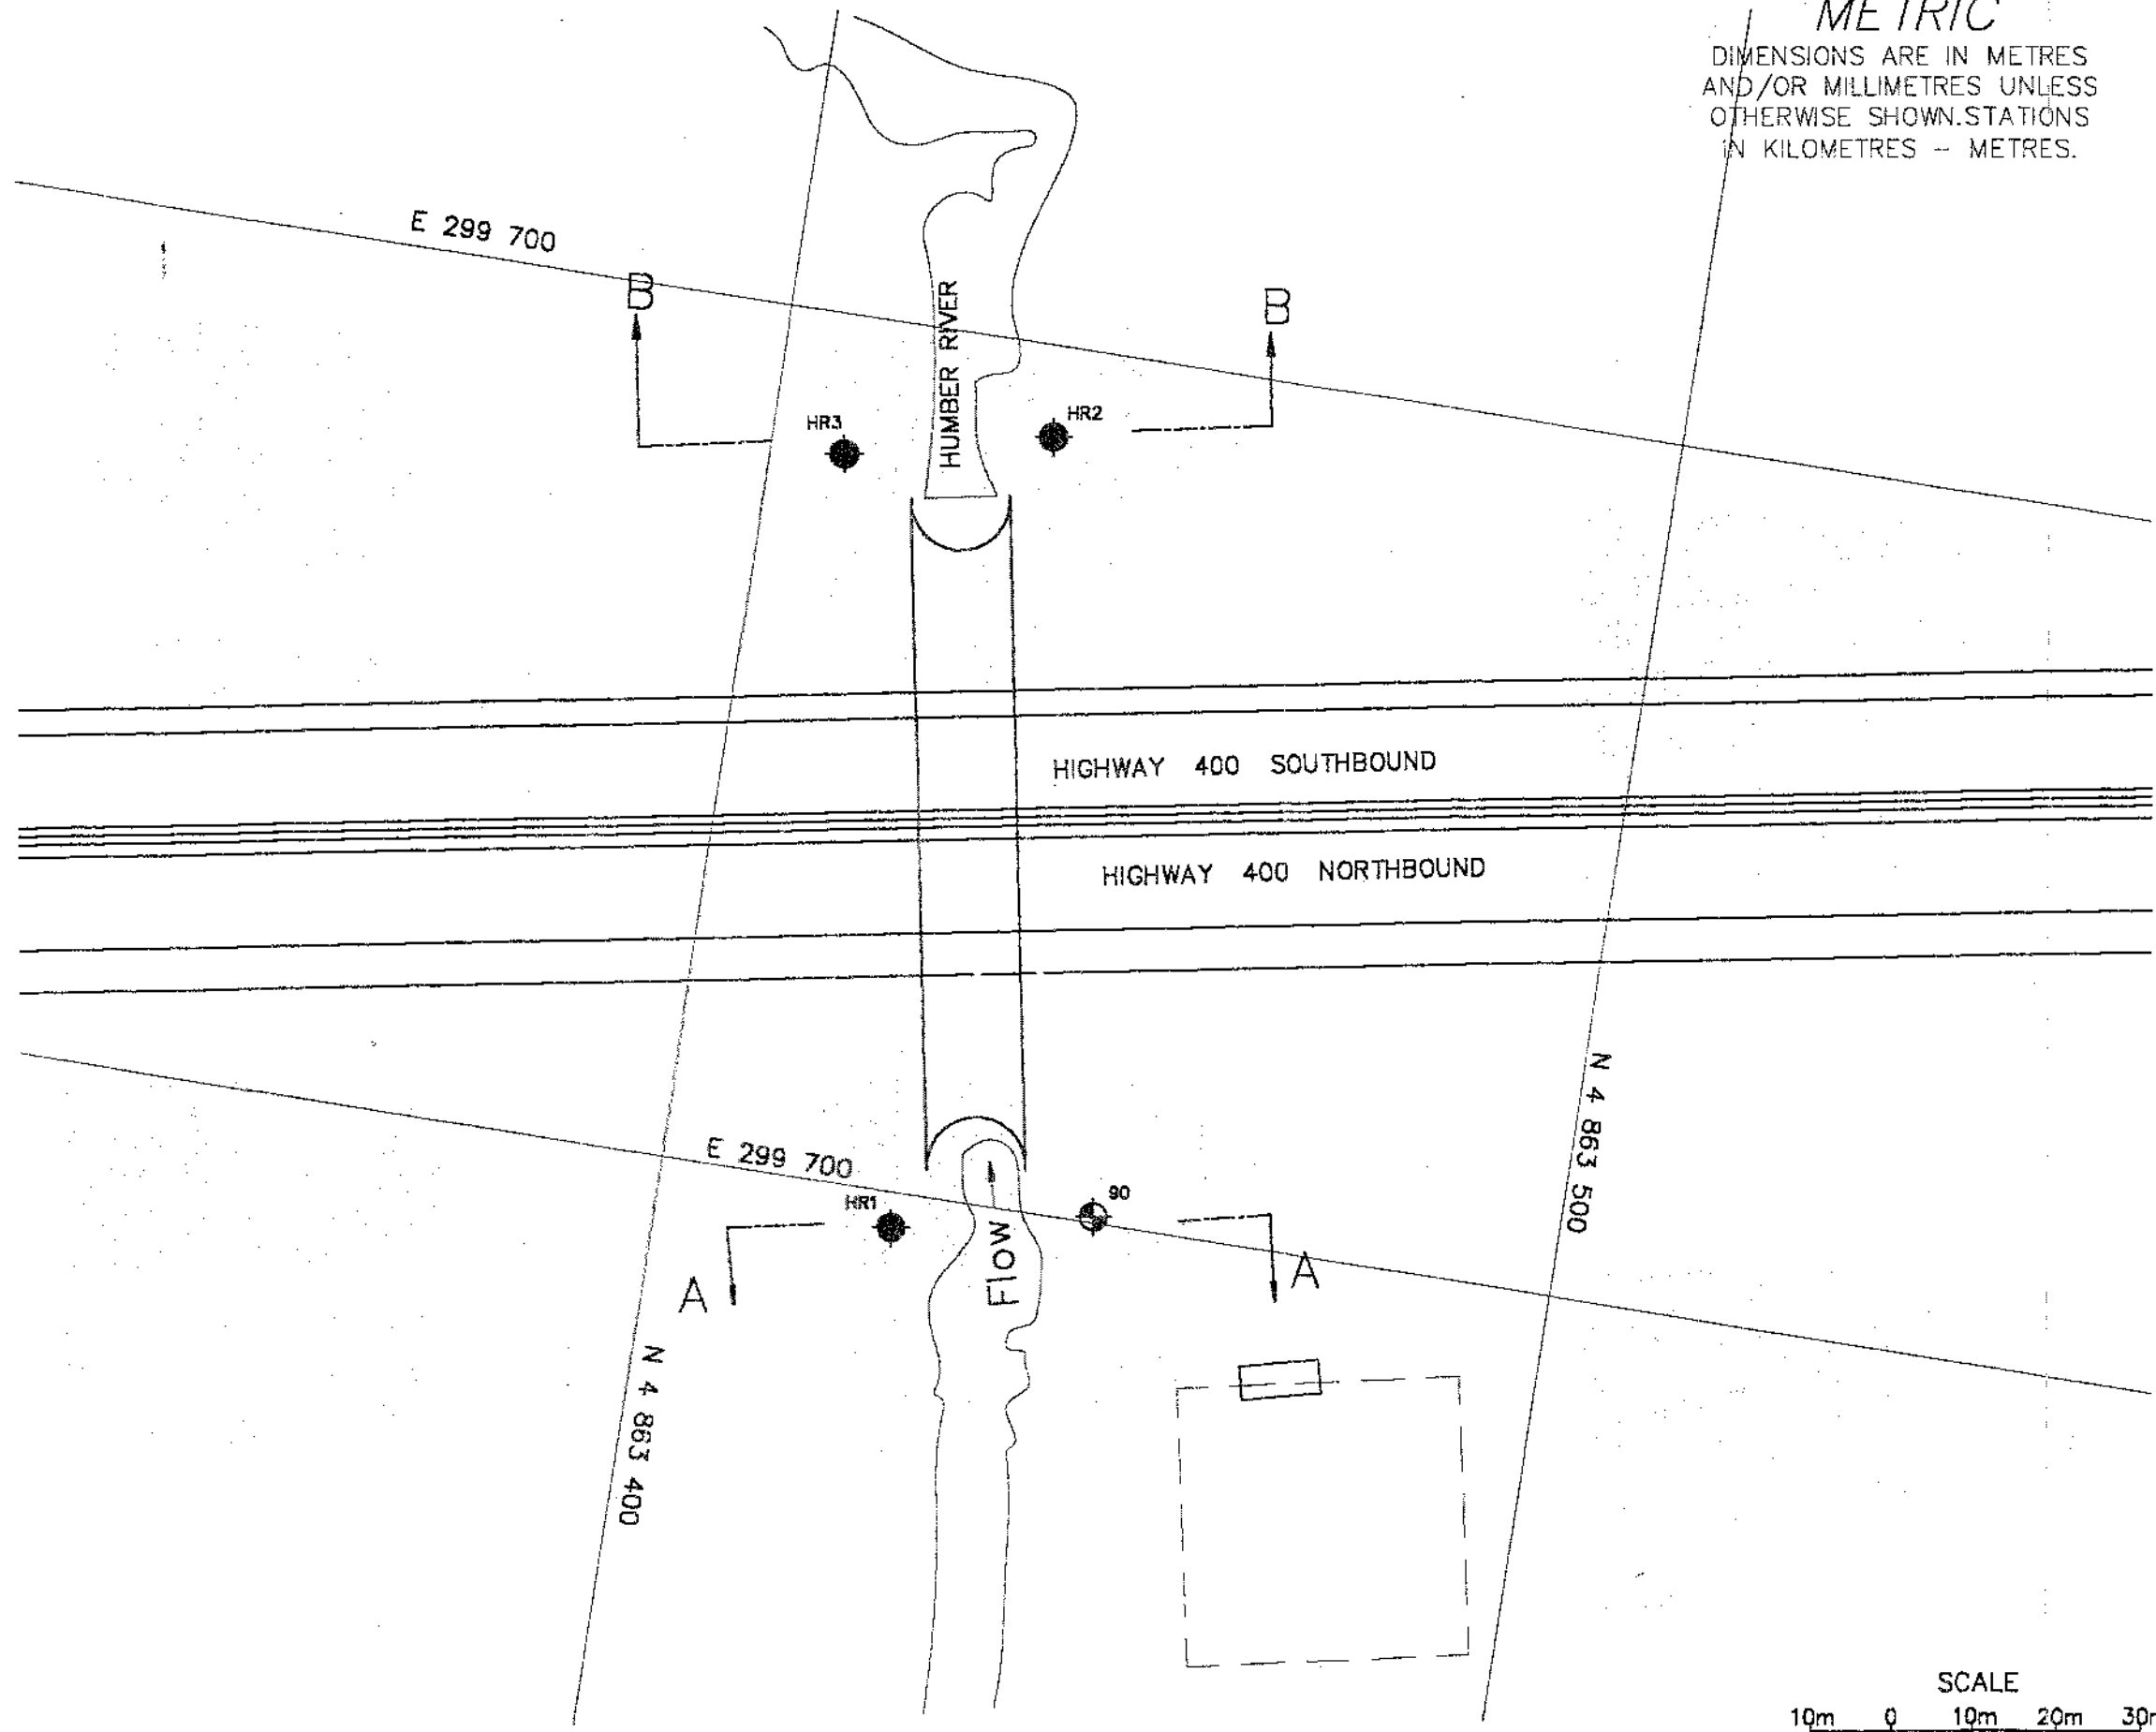 METRIC
DIMENSIONS ARE IN METRES
AND/OR MILLIMETRES UNLESS
OTHERWISE SHOWN.STATIONS
IN KILOMETRES - METRES.
E 299 700
B
B
HUMBER RIVER
HR3
HR2
HIGHWAY 400 SOUTHBOUND
HIGHWAY 400 NORTHBOUND
N 4 863 500
E 299 700
HR1
90
Flow
A
A
N 4 863 400
SCALE
10m 0 10m 20m 30m